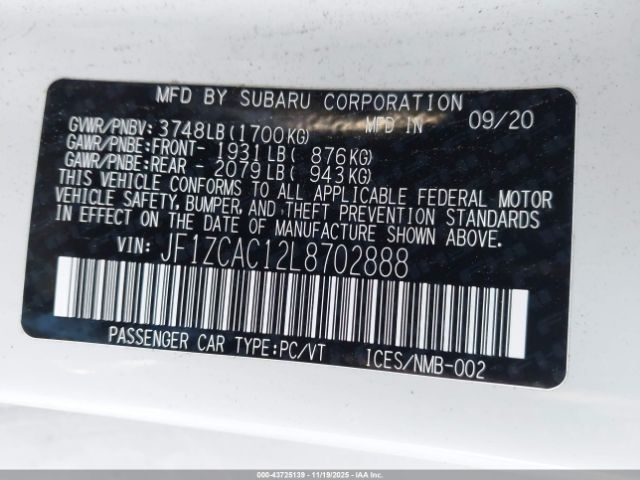 MFD BY SUBARU CORPORATION
GVWR/PNBV: 3748LB(1700KG) MFD IN 09/20
GAWR/PNBE:FRONT- 1931LB( 876KG)
GAWR/PNBE:REAR - 2079LB( 943KG)
THIS VEHICLE CONFORMS TO ALL APPLICABLE FEDERAL MOTOR
VEHICLE SAFETY, BUMPER, AND THEFT PREVENTION STANDARDS
IN EFFECT ON THE DATE OF MANUFACTURE SHOWN ABOVE.
VIN: JF1ZCAC12L8702888
PASSENGER CAR TYPE:PC/VT ICES/NMB-002
000-43725139 - 11/19/2025 - IAAI.COM